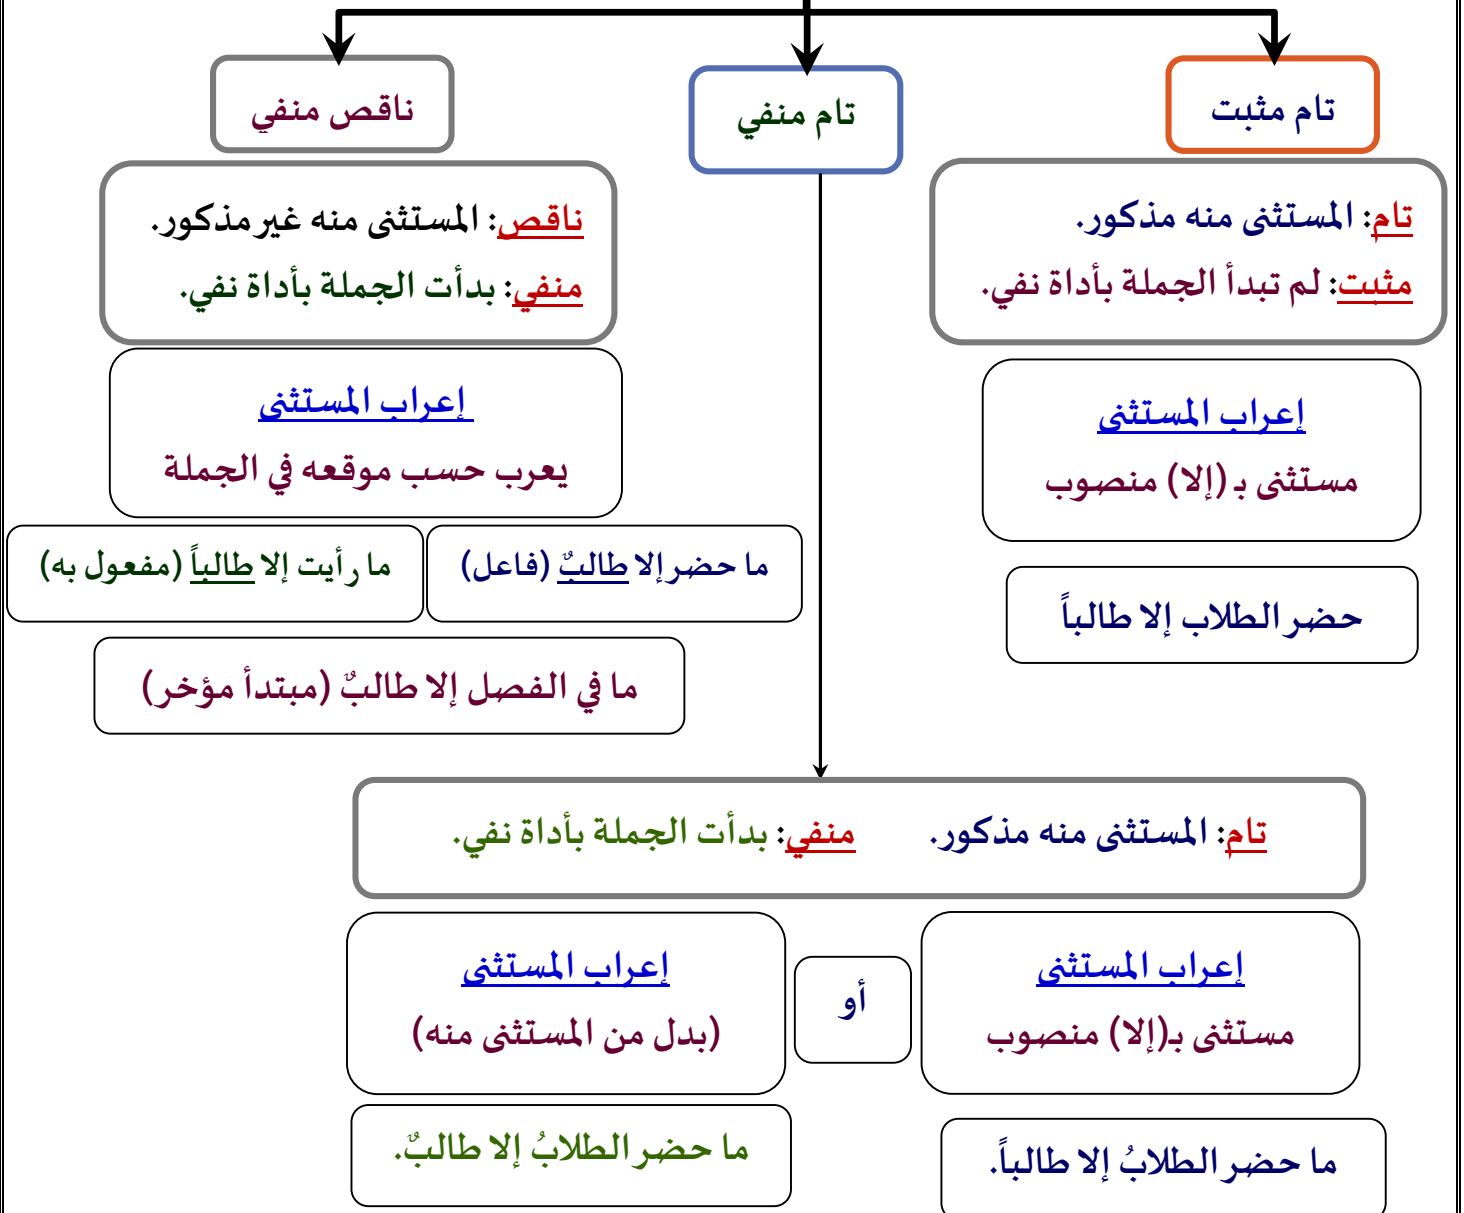 تام مثبت
تام منفي
ناقص منفي
تام: المستثنى منه مذكور.
مثبت: لم تبدأ الجملة بأداة نفي.
ناقص: المستثنى منه غير مذكور.
منفي: بدأت الجملة بأداة نفي.
إعراب المستثنى
مستثنى بـ (إلا) منصوب
إعراب المستثنى
يعرب حسب موقعه في الجملة
حضر الطلاب إلا طالباً
ما حضر إلا طالبٌ (فاعل)
ما رأيت إلا طالباً (مفعول به)
ما في الفصل إلا طالبٌ (مبتدأ مؤخر)
تام: المستثنى منه مذكور. منفي: بدأت الجملة بأداة نفي.
إعراب المستثنى
مستثنى بـ(إلا) منصوب
أو
إعراب المستثنى
(بدل من المستثنى منه)
ما حضر الطلابُ إلا طالباً.
ما حضر الطلابُ إلا طالبٌ.